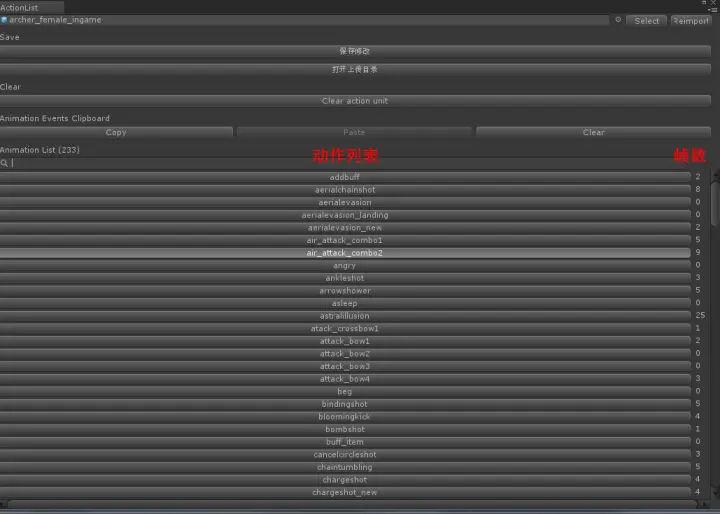 ActionList
archer_female_ingame Select Reimport
Save
保存修改
打开上传目录
Clear
Clear action unit
Animation Events Clipboard
Copy Paste Clear
Animation List (233) 动作列表 帧数
addbuff 2
aerialchainshot 8
aerialevasion 0
aerialevasion_landing 0
aerialevasion_new 2
air_attack_combo1 5
air_attack_combo2 9
angry 0
ankleshot 3
arrowshower 5
asleep 0
astralillusion 25
atack_crossbow1 1
attack_bow1 2
attack_bow2 0
attack_bow3 0
attack_bow4 3
beg 0
bindingshot 5
bloomingkick 4
bombshot 1
buff_item 0
cancelcircleshot 3
chaintumbling 5
chargeshot 4
chargeshot_new 4